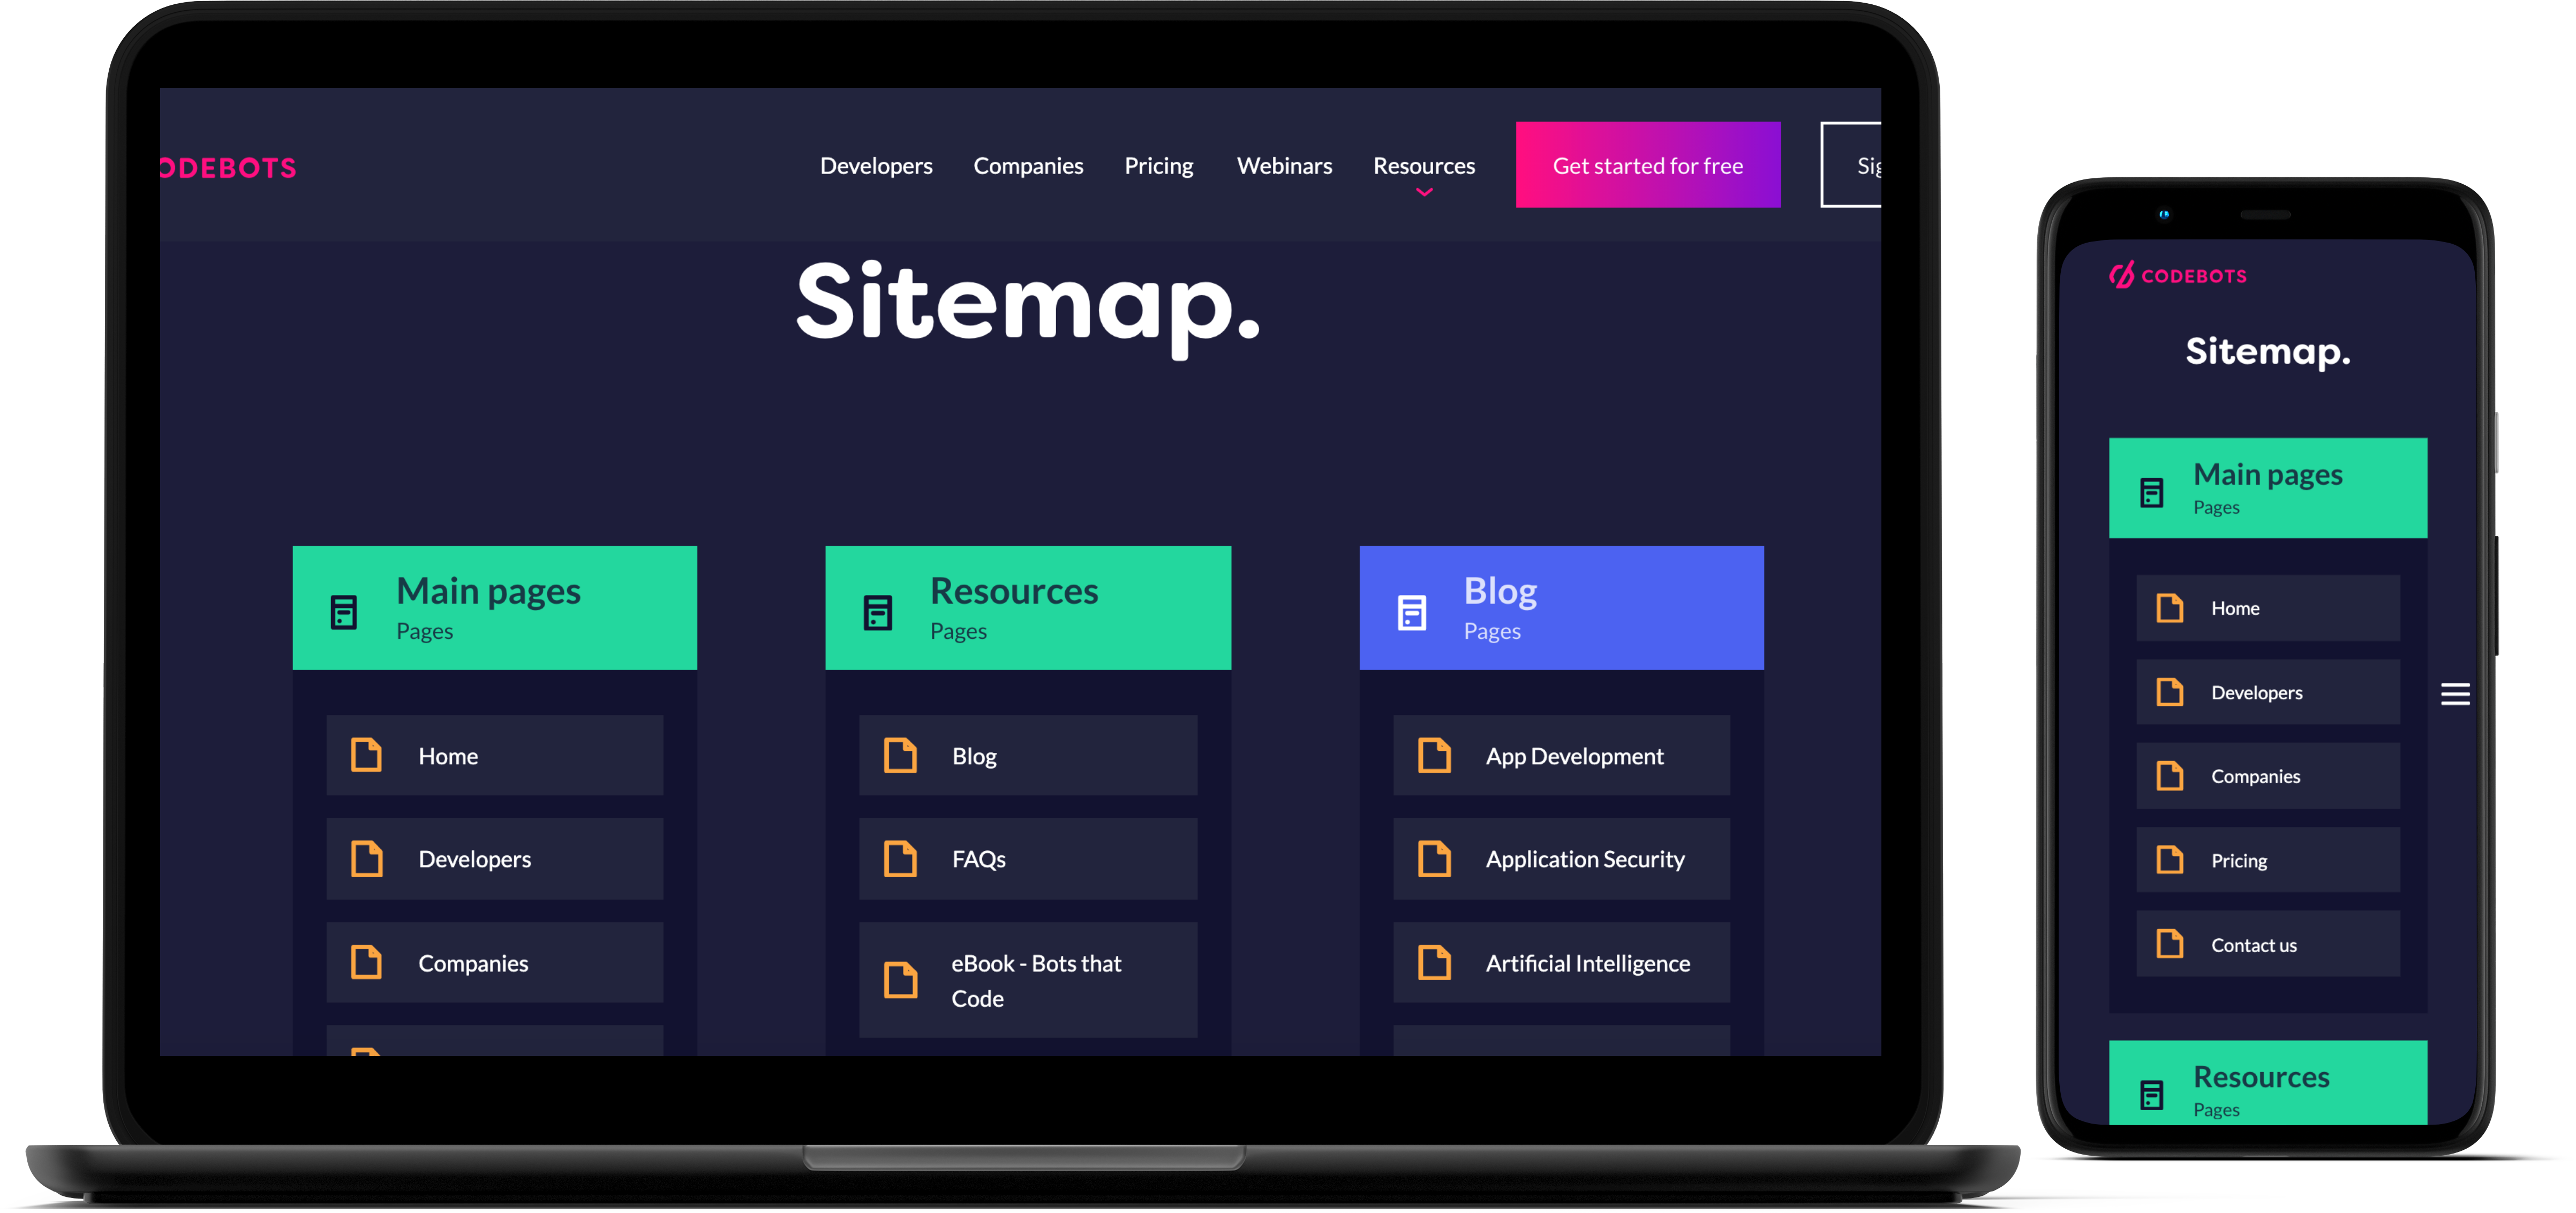 ODEBOTS
Developers Companies Pricing Webinars Resources Get started for free Sig
Sitemap.
Main pages
Pages
Home
Developers
Companies
Resources
Pages
Blog
FAQs
eBook - Bots that
Code
Blog
Pages
App Development
Application Security
Artificial Intelligence
CODEBOTS
Sitemap.
Main pages
Pages
Home
Developers
Companies
Pricing
Contact us
Resources
Pages